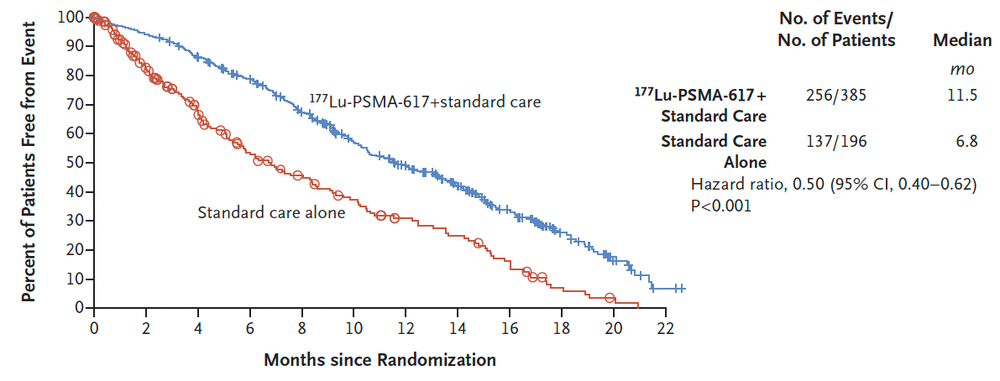 Percent of Patients Free from Event
100
90
80
70
60
50
40
30
20
10
0
0 2 4 6 8 10 12 14 16 18 20 22
Months since Randomization
¹⁷⁷Lu-PSMA-617+standard care
Standard care alone
No. of Events/
No. of Patients Median
mo
¹⁷⁷Lu-PSMA-617+ 256/385 11.5
Standard Care
Standard Care 137/196 6.8
Alone
Hazard ratio, 0.50 (95% CI, 0.40–0.62)
P<0.001